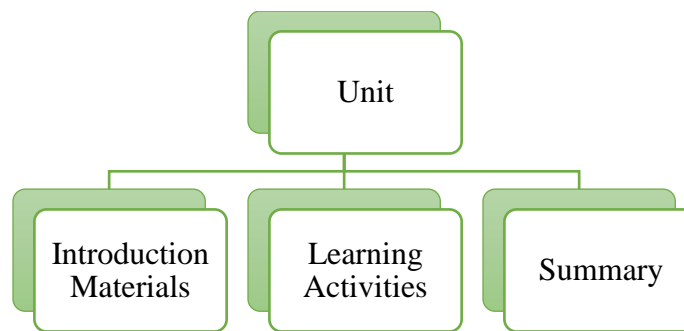 Unit
Introduction
Materials
Learning
Activities
Summary